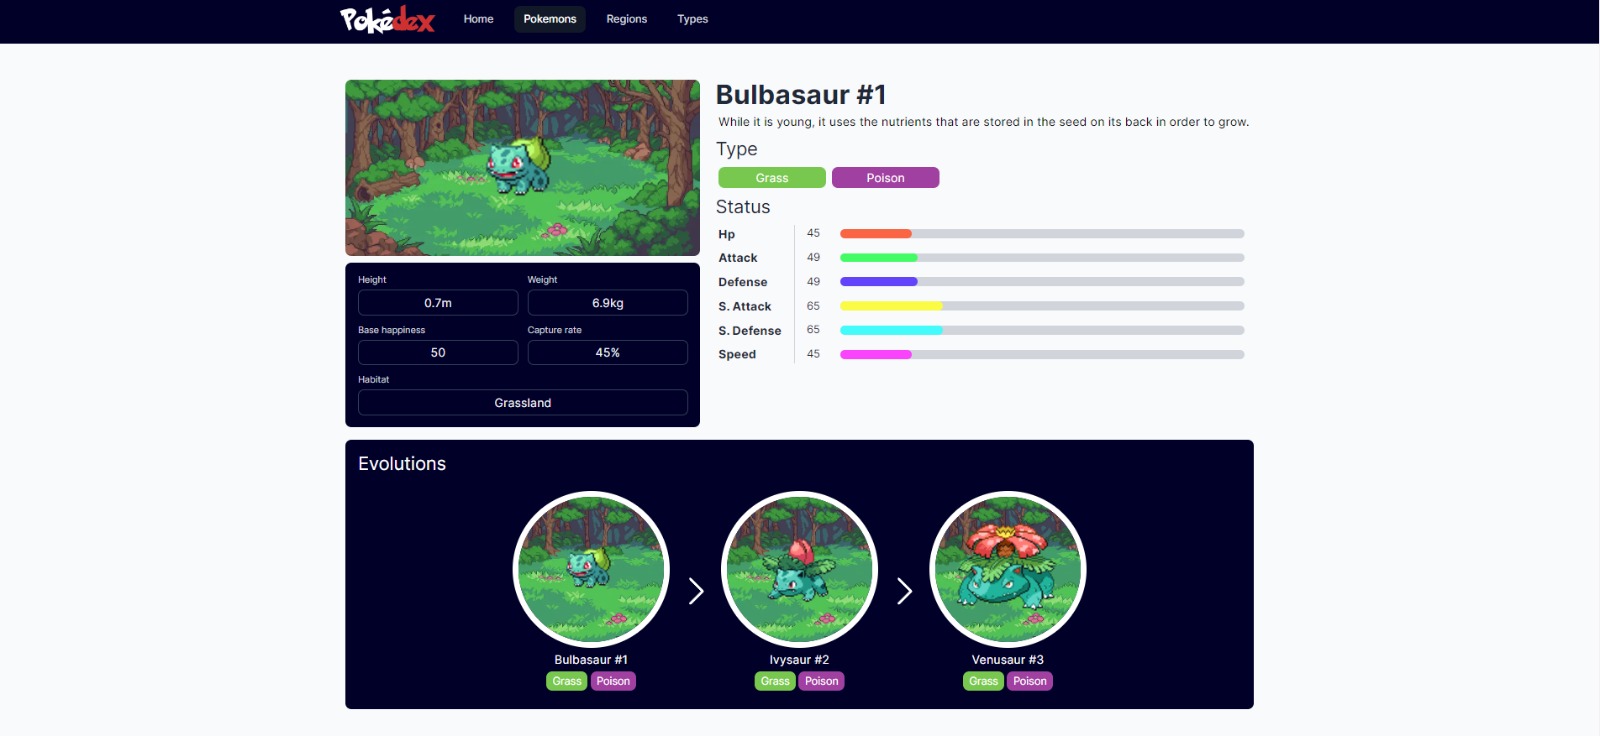 Pokédex Home Pokemons Regions Types
Bulbasaur #1
While it is young, it uses the nutrients that are stored in the seed on its back in order to grow.
Type
Grass Poison
Status
Hp 45
Attack 49
Defense 49
S. Attack 65
S. Defense 65
Speed 45
Height Weight
0.7m 6.9kg
Base happiness Capture rate
50 45%
Habitat
Grassland
Evolutions
Bulbasaur #1 Ivysaur #2 Venusaur #3
Grass Poison Grass Poison Grass Poison